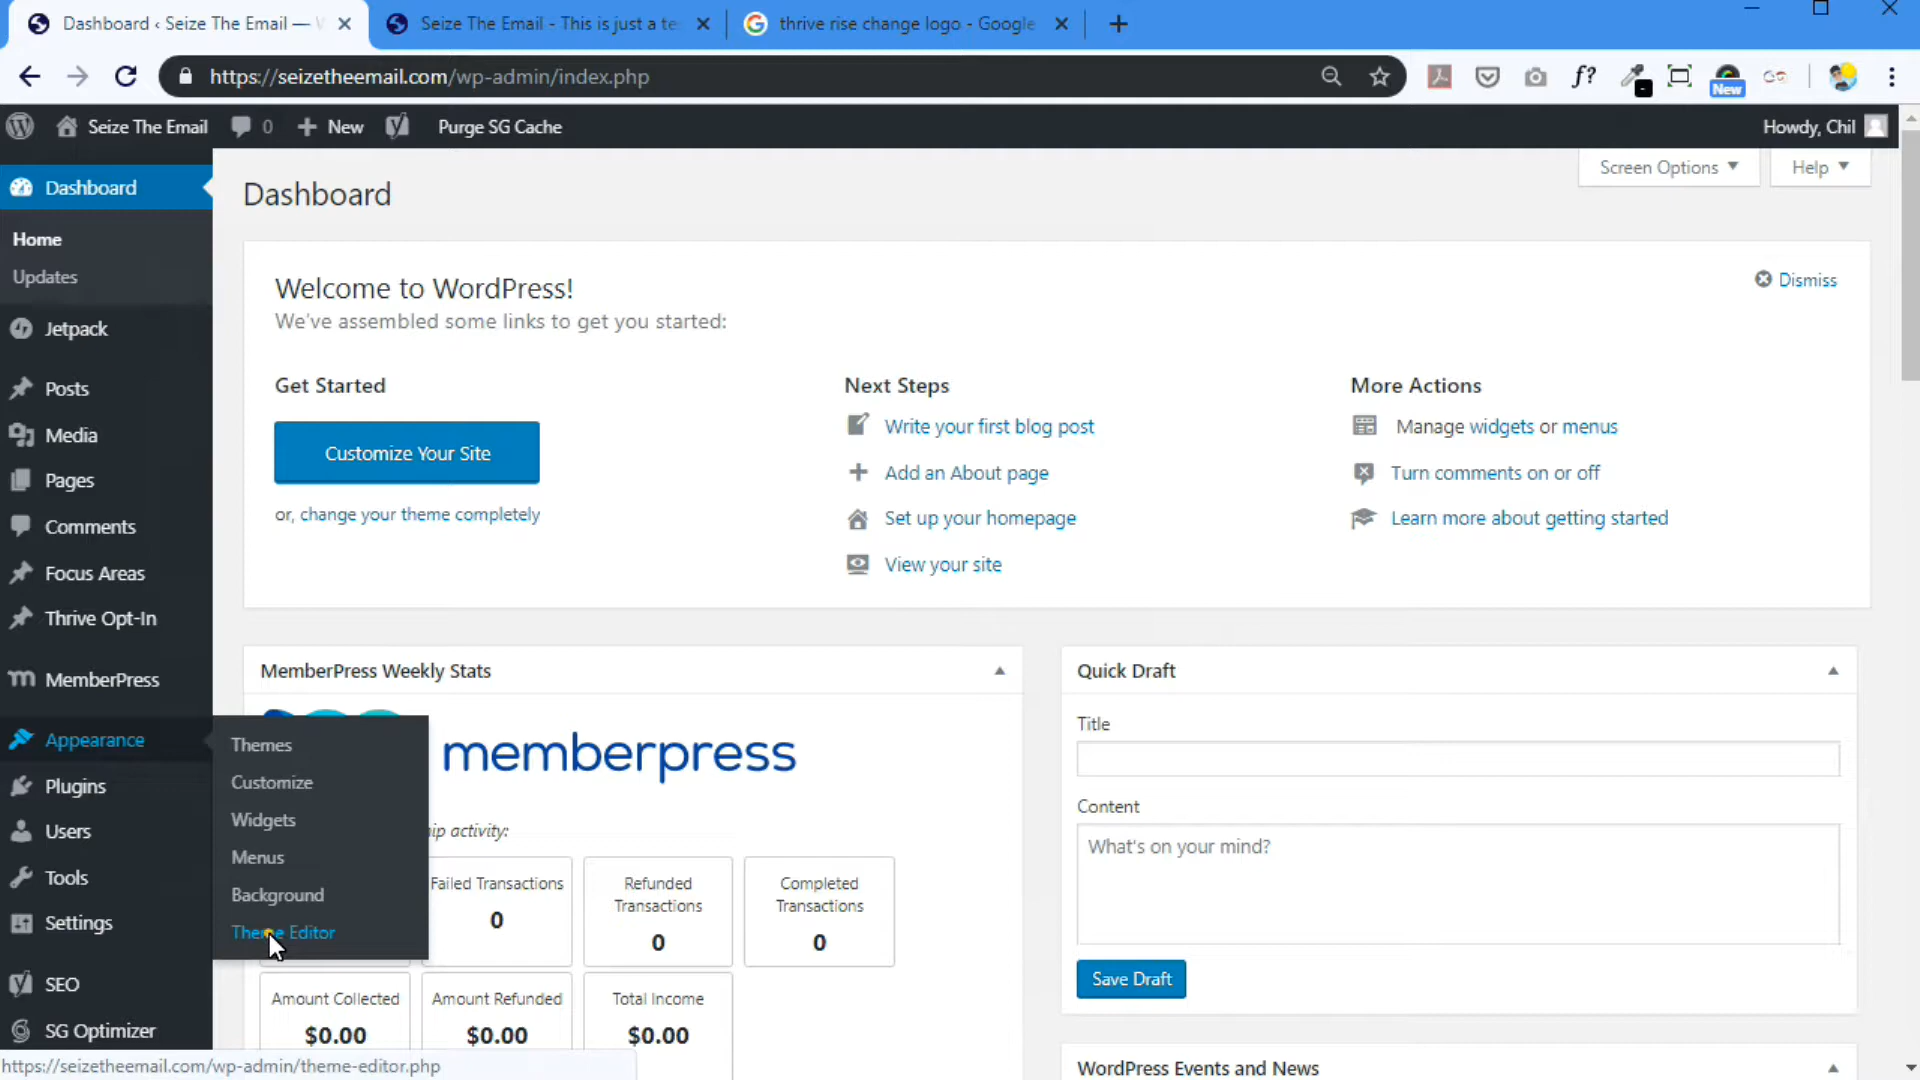 Dashboard ‹ Seize The Email —
Seize The Email - This is just a te
thrive rise change logo - Google
https://seizetheemail.com/wp-admin/index.php
f?
New
Seize The Email
0
New
Purge SG Cache
Howdy, Chil
Dashboard
Home
Updates
Jetpack
Posts
Media
Pages
Comments
Focus Areas
Thrive Opt-In
MemberPress
Appearance
Plugins
Users
Tools
Settings
SEO
SG Optimizer
Themes
Customize
Widgets
Menus
Background
Theme Editor
Screen Options
Help
Dashboard
Welcome to WordPress!
We've assembled some links to get you started:
Dismiss
Get Started
Customize Your Site
or, change your theme completely
Next Steps
Write your first blog post
Add an About page
Set up your homepage
View your site
More Actions
Manage widgets or menus
Turn comments on or off
Learn more about getting started
MemberPress Weekly Stats
memberpress
ip activity:
Failed Transactions
0
Refunded
Transactions
0
Completed
Transactions
0
Amount Collected
$0.00
Amount Refunded
$0.00
Total Income
$0.00
Quick Draft
Title
Content
What's on your mind?
Save Draft
WordPress Events and News
https://seizetheemail.com/wp-admin/theme-editor.php